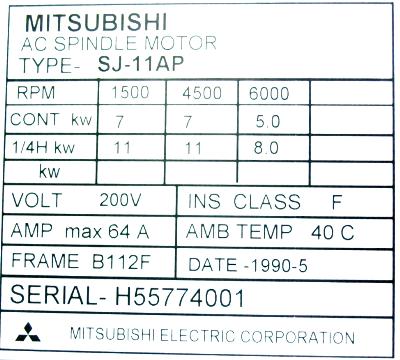 MITSUBISHI
AC SPINDLE MOTOR
TYPE- SJ-11AP
RPM 1500 4500 6000
CONT kw 7 7 5.0
1/4H kw 11 11 8.0
kw
VOLT 200V INS CLASS F
AMP max 64 A AMB TEMP 40 C
FRAME B112F DATE -1990-5
SERIAL- H55774001
MITSUBISHI ELECTRIC CORPORATION